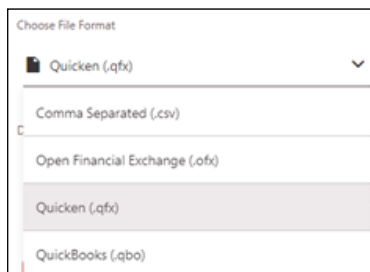 Choose File Format
Quicken (.qfx)
Comma Separated (.csv)
Open Financial Exchange (.ofx)
Quicken (.qfx)
QuickBooks (.qbo)